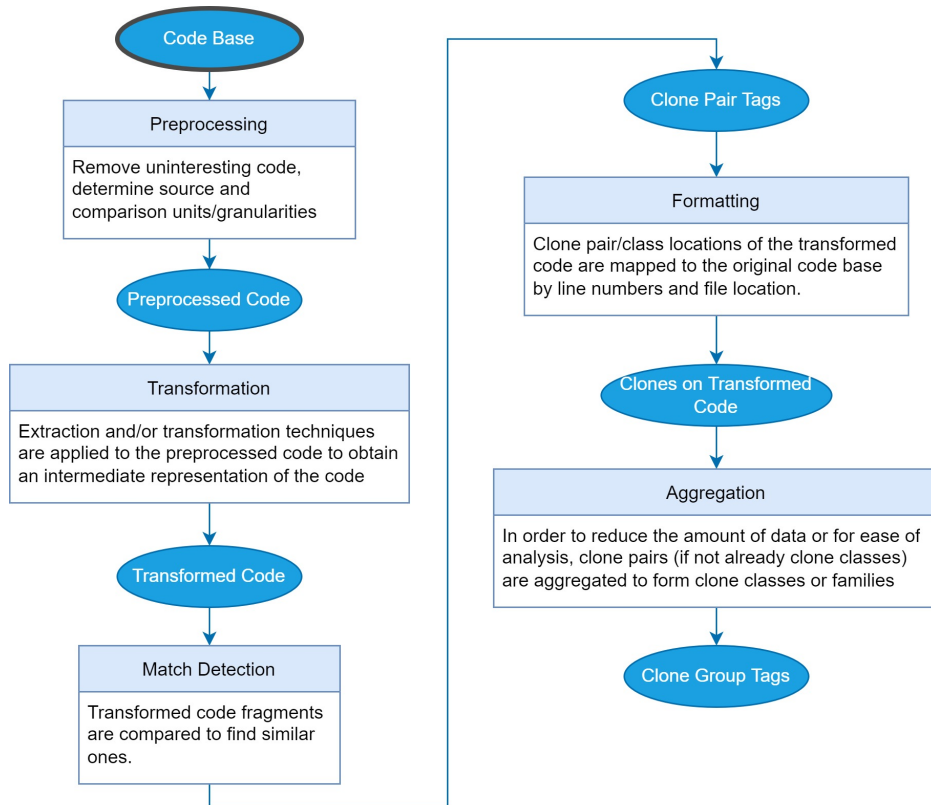 Code Base
Preprocessing
Remove uninteresting code,
determine source and
comparison units/granularities
Preprocessed Code
Transformation
Extraction and/or transformation techniques
are applied to the preprocessed code to obtain
an intermediate representation of the code
Transformed Code
Match Detection
Transformed code fragments
are compared to find similar
ones.
Clone Pair Tags
Formatting
Clone pair/class locations of the transformed
code are mapped to the original code base
by line numbers and file location.
Clones on Transformed
Code
Aggregation
In order to reduce the amount of data or for ease of
analysis, clone pairs (if not already clone classes)
are aggregated to form clone classes or families
Clone Group Tags